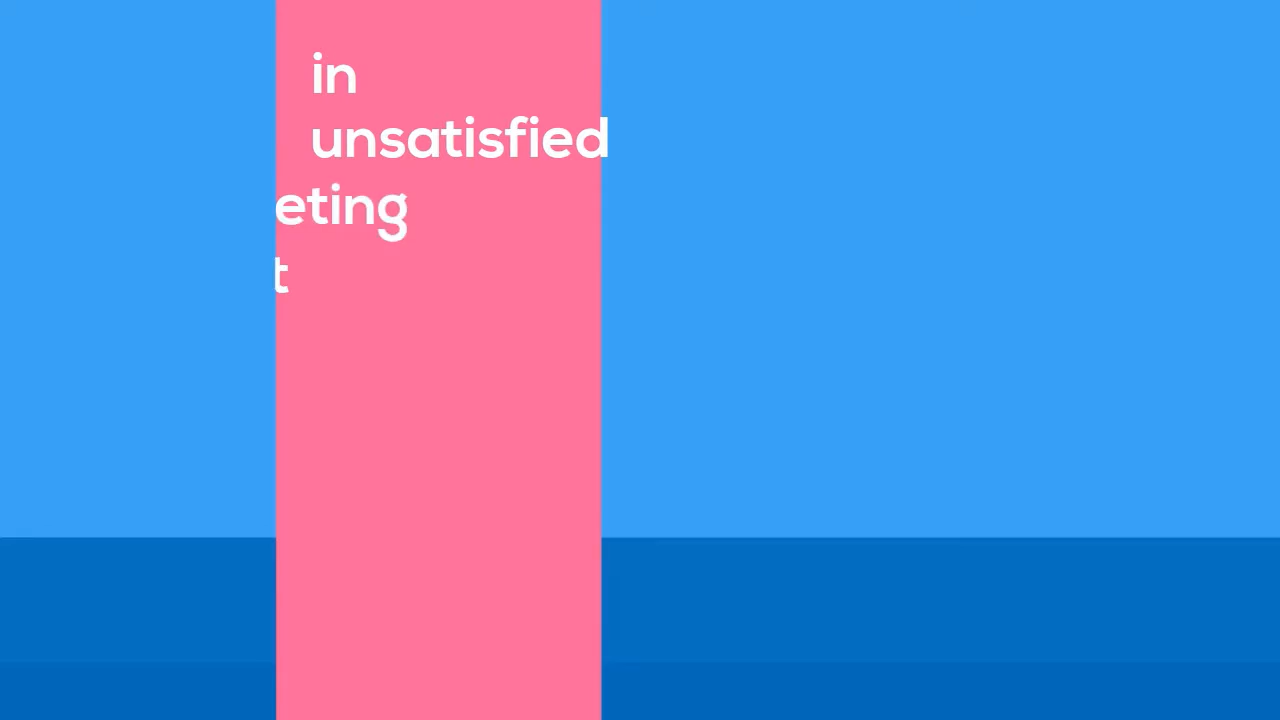 in
unsatisfied
eting
t